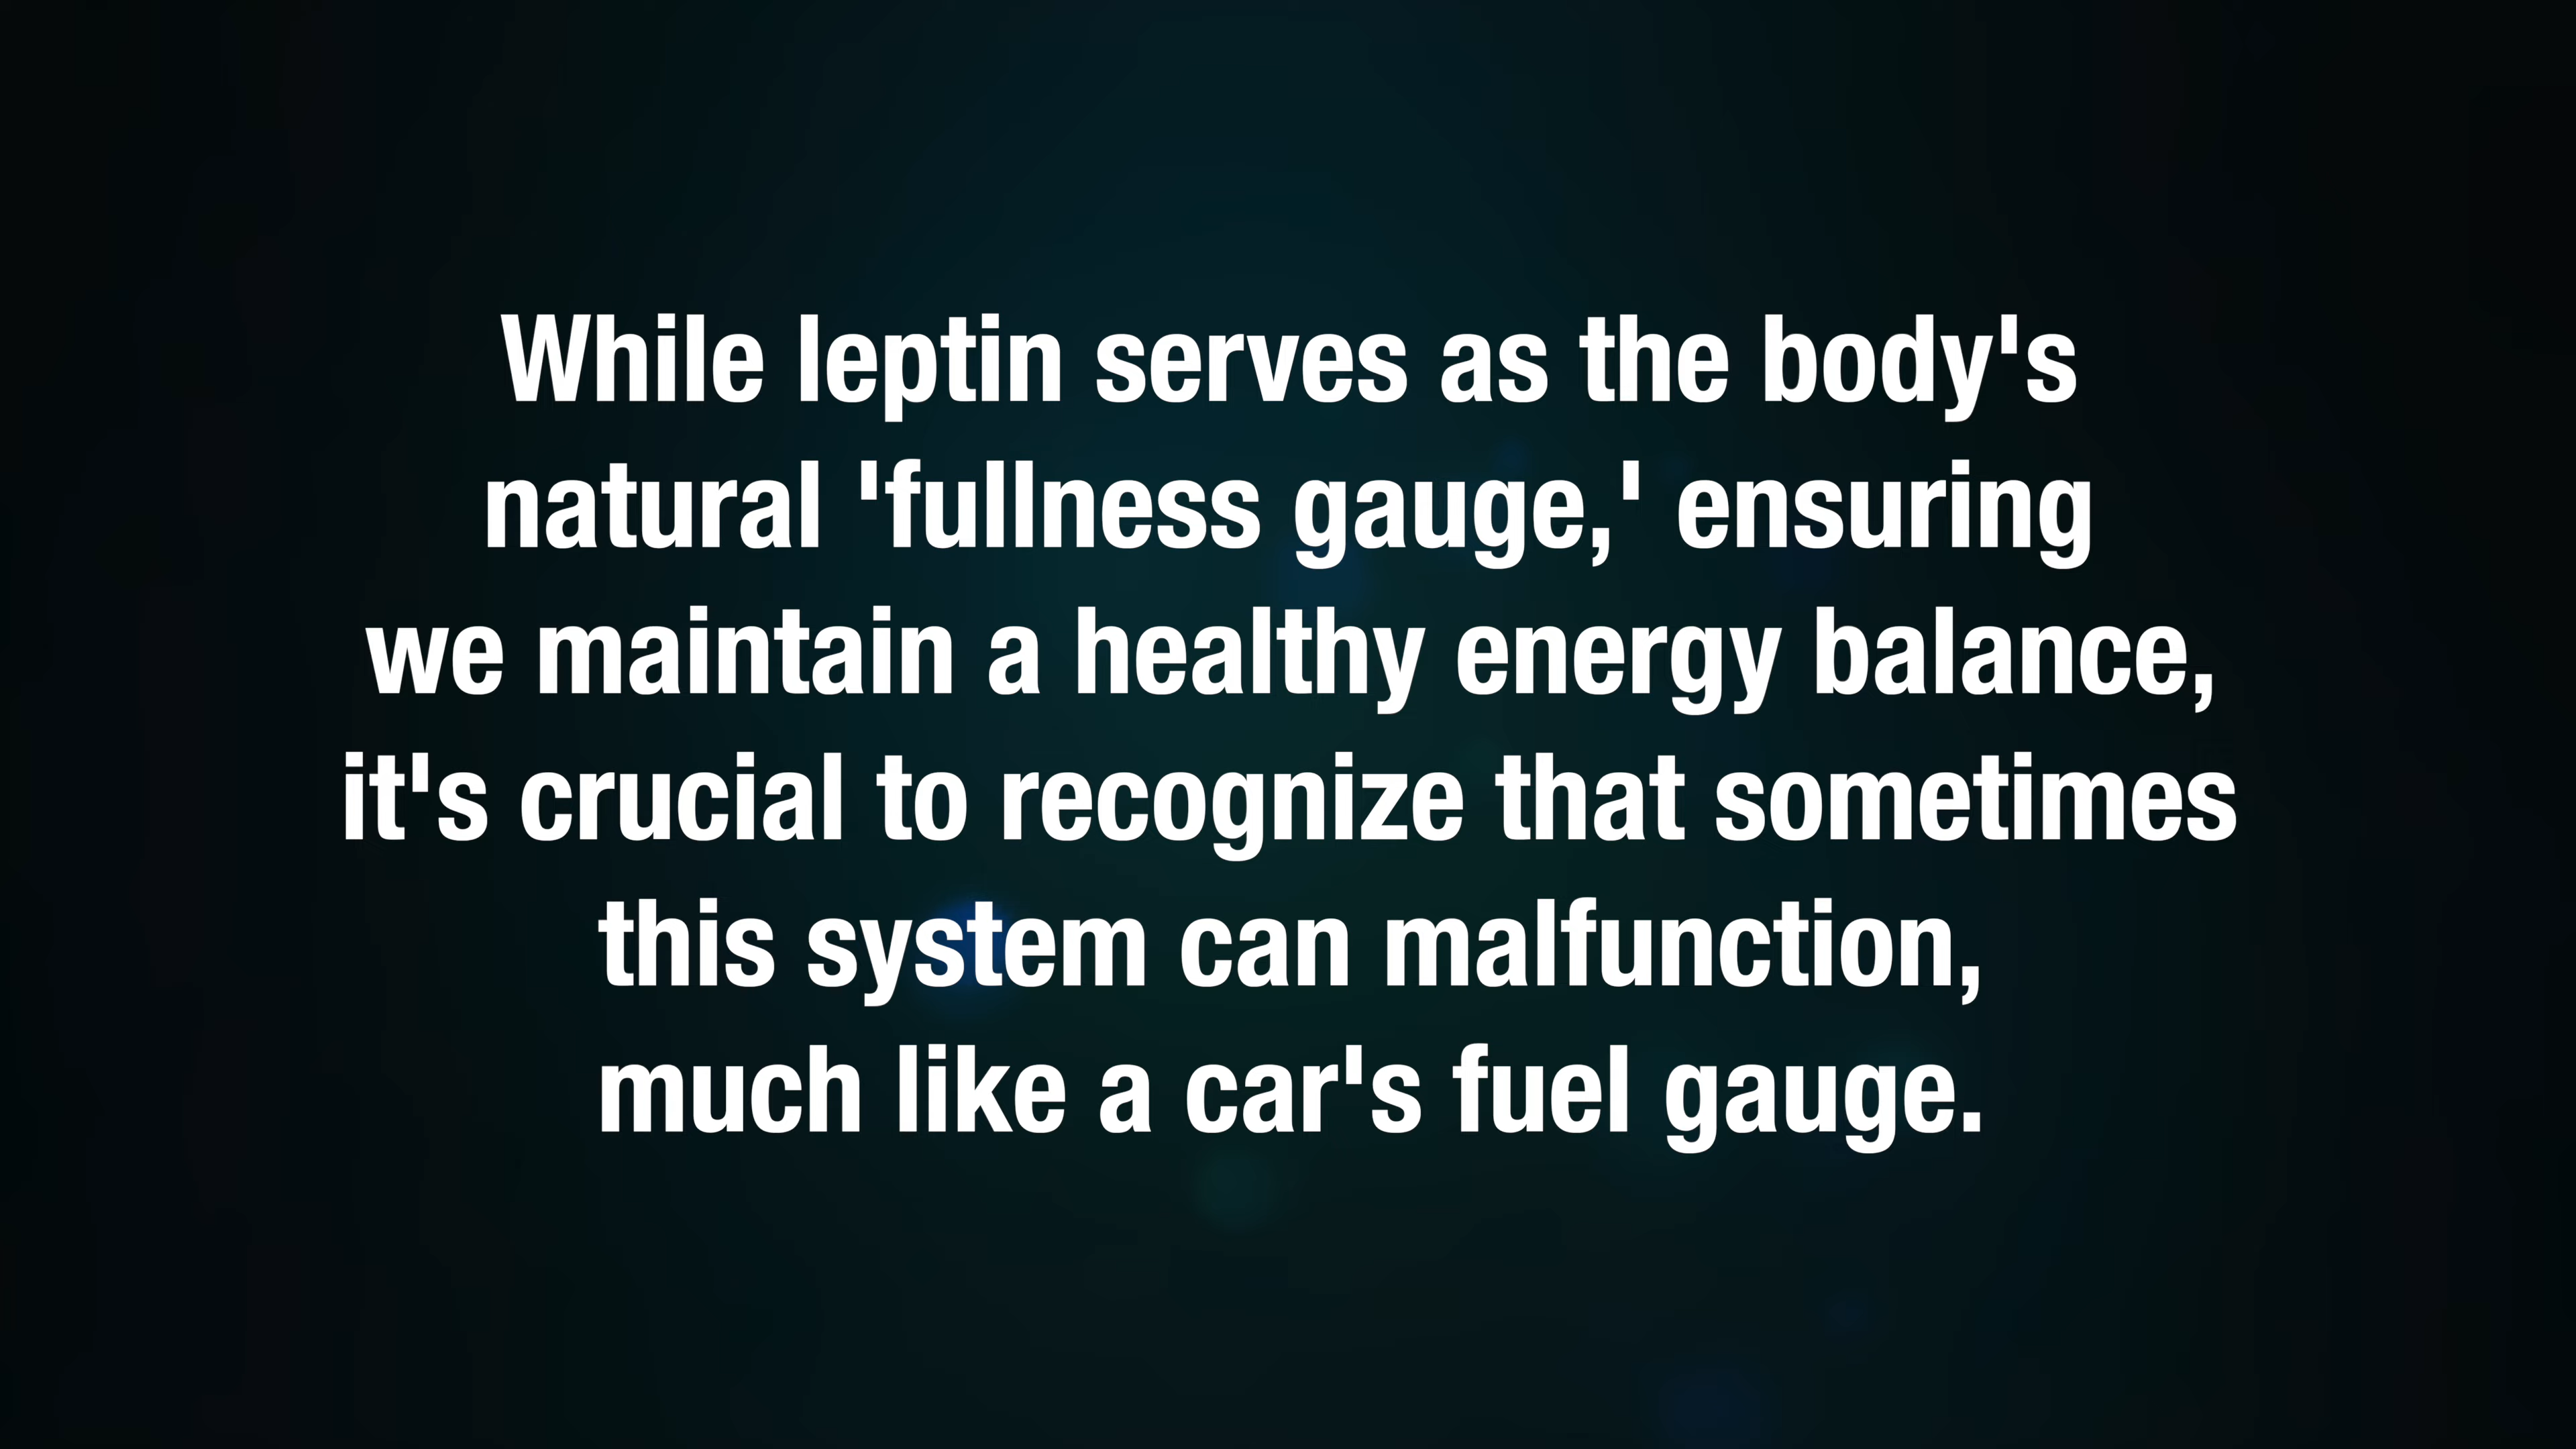 While leptin serves as the body's
natural 'fullness gauge,' ensuring
we maintain a healthy energy balance,
it's crucial to recognize that sometimes
this system can malfunction,
much like a car's fuel gauge.